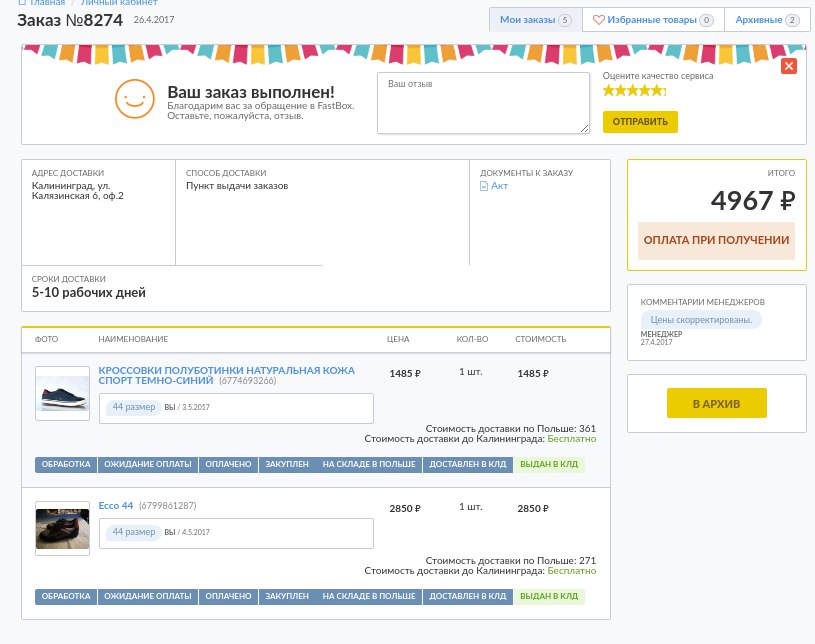 Главная / Личный кабинет
Заказ №8274 26.4.2017
Мои заказы 5 Избранные товары 0 Архивные 2
Ваш заказ выполнен!
Благодарим вас за обращение в FastBox.
Оставьте, пожалуйста, отзыв.
Ваш отзыв
Оцените качество сервиса
ОТПРАВИТЬ
АДРЕС ДОСТАВКИ
Калининград, ул.
Калязинская 6, оф.2
СПОСОБ ДОСТАВКИ
Пункт выдачи заказов
ДОКУМЕНТЫ К ЗАКАЗУ
Акт
СРОКИ ДОСТАВКИ
5-10 рабочих дней
ИТОГО
4967 ₽
ОПЛАТА ПРИ ПОЛУЧЕНИИ
КОММЕНТАРИИ МЕНЕДЖЕРОВ
Цены скорректированы.
МЕНЕДЖЕР
27.4.2017
В АРХИВ
ФОТО НАИМЕНОВАНИЕ ЦЕНА КОЛ-ВО СТОИМОСТЬ
КРОССОВКИ ПОЛУБОТИНКИ НАТУРАЛЬНАЯ КОЖА
СПОРТ ТЕМНО-СИНИЙ (6774693266)
1485 ₽ 1 шт. 1485 ₽
44 размер ВЫ / 3.5.2017
Стоимость доставки по Польше: 361
Стоимость доставки до Калининграда: Бесплатно
ОБРАБОТКА ОЖИДАНИЕ ОПЛАТЫ ОПЛАЧЕНО ЗАКУПЛЕН НА СКЛАДЕ В ПОЛЬШЕ ДОСТАВЛЕН В КЛД ВЫДАН В КЛД
Ecco 44 (6799861287) 2850 ₽ 1 шт. 2850 ₽
44 размер ВЫ / 4.5.2017
Стоимость доставки по Польше: 271
Стоимость доставки до Калининграда: Бесплатно
ОБРАБОТКА ОЖИДАНИЕ ОПЛАТЫ ОПЛАЧЕНО ЗАКУПЛЕН НА СКЛАДЕ В ПОЛЬШЕ ДОСТАВЛЕН В КЛД ВЫДАН В КЛД